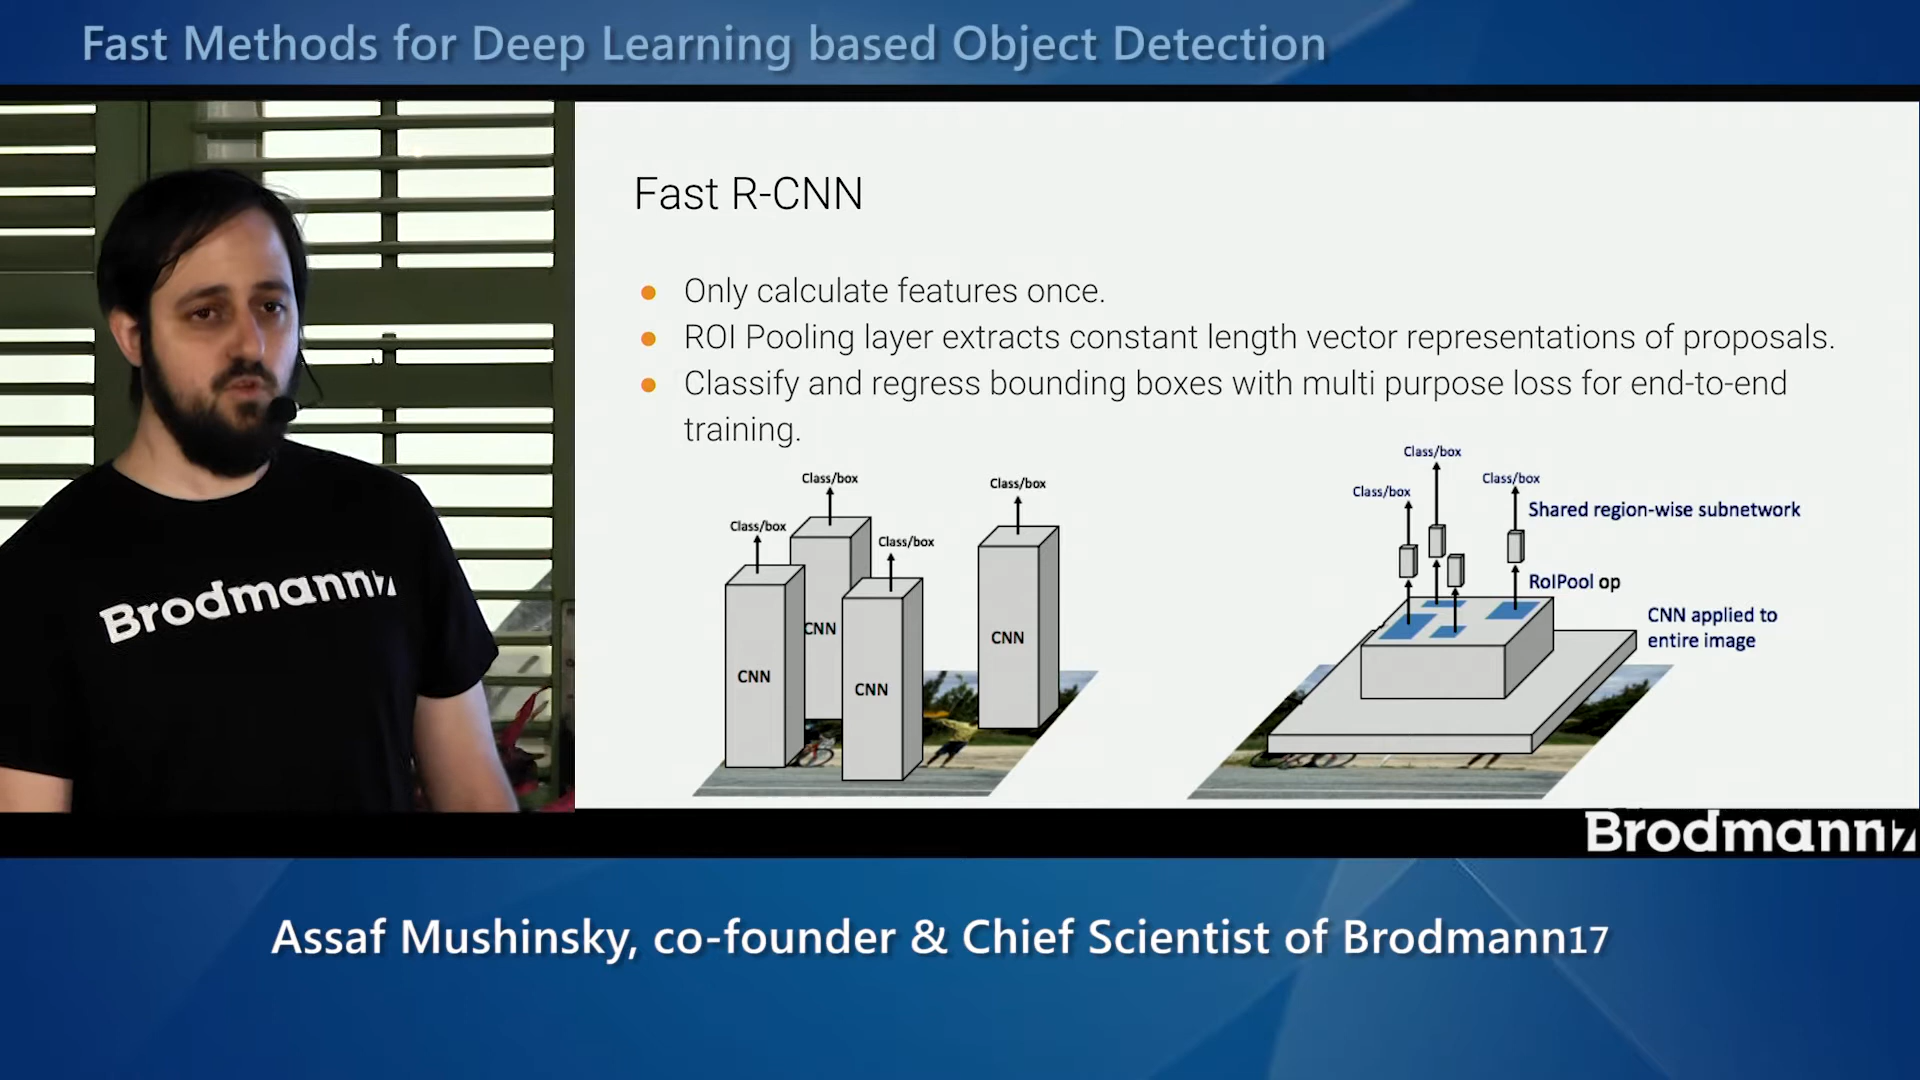 Fast Methods for Deep Learning based Object Detection
Brodmann17
Fast R-CNN
Only calculate features once.
ROI Pooling layer extracts constant length vector representations of proposals.
Classify and regress bounding boxes with multi purpose loss for end-to-end
training.
Class/box
Class/box
Class/box
Class/box
CNN
CNN
CNN
CNN
Class/box
Class/box
Class/box
Shared region-wise subnetwork
RoIPool op
CNN applied to
entire image
Brodmann17
Assaf Mushinsky, co-founder & Chief Scientist of Brodmann17